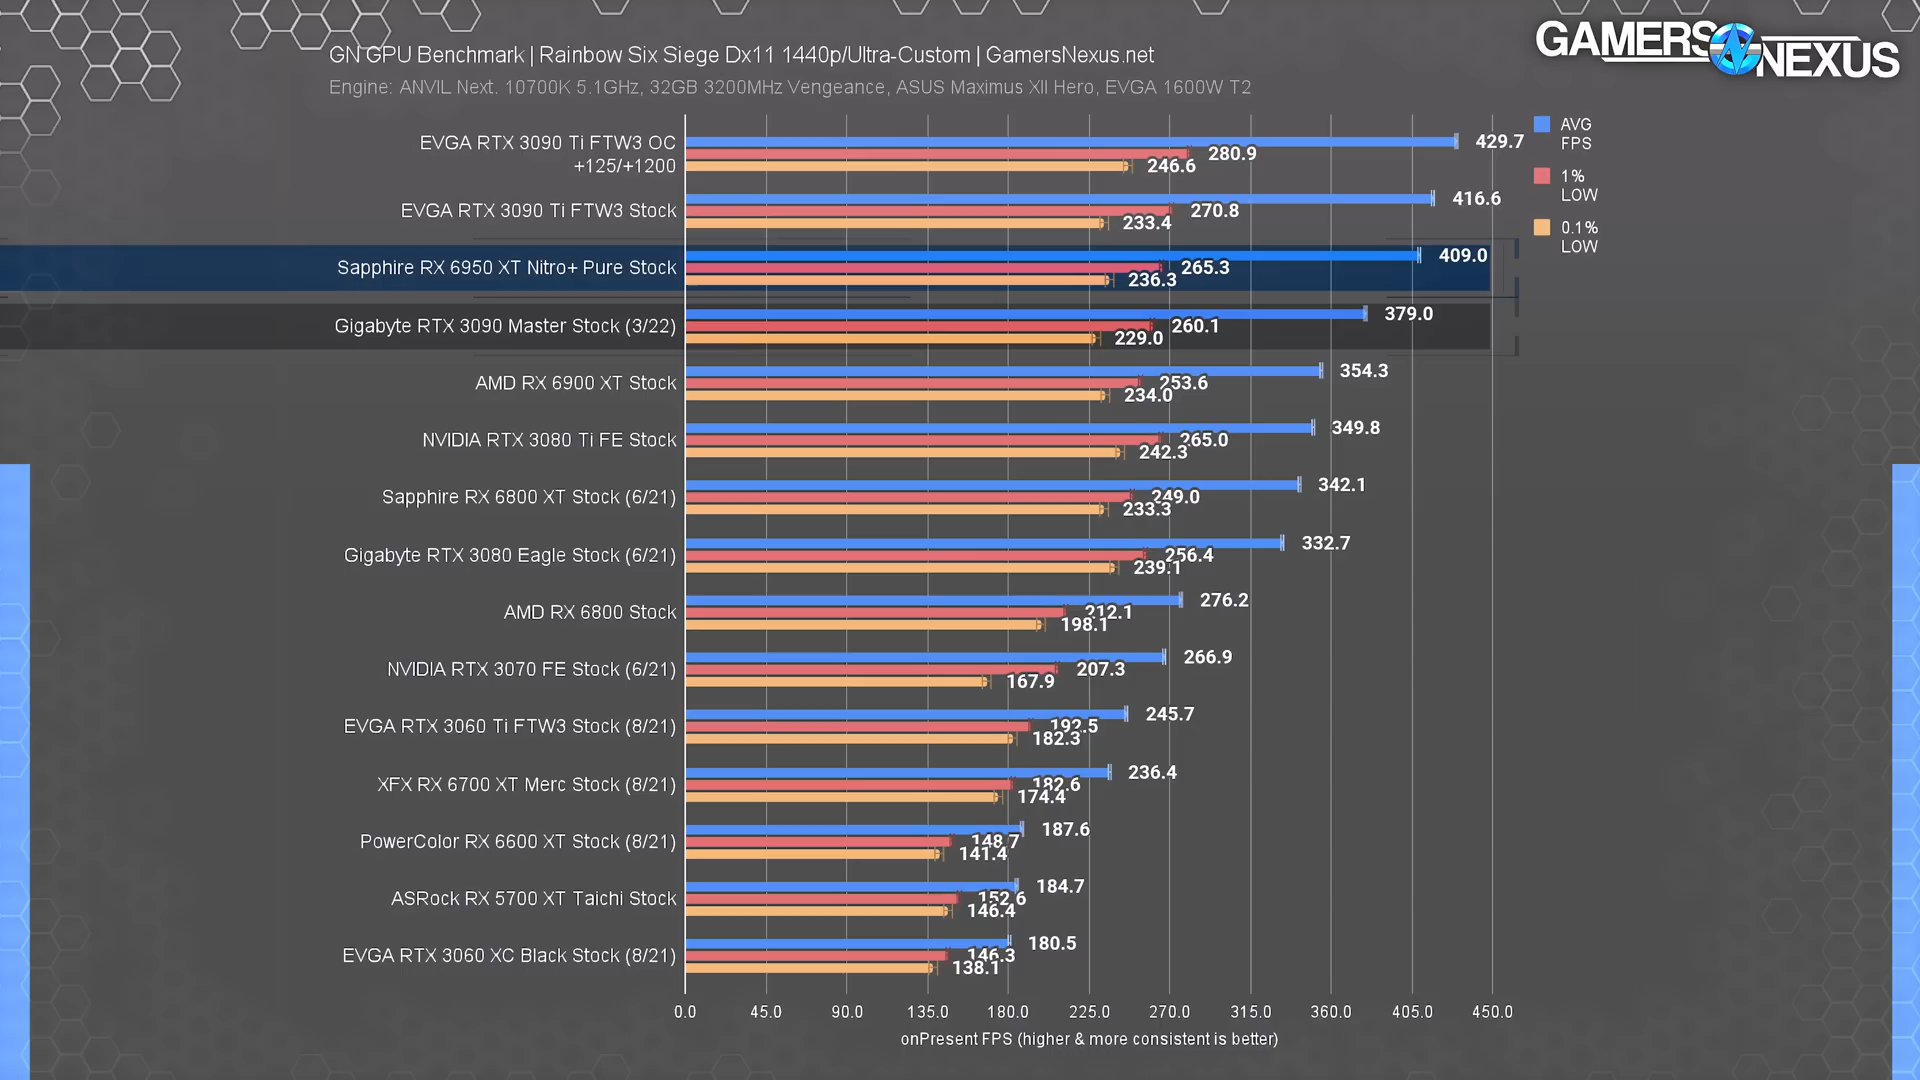 GAMERS NEXUS
GN GPU Benchmark | Rainbow Six Siege Dx11 1440p/Ultra-Custom | GamersNexus.net
Engine: ANVIL Next. 10700K 5.1GHz, 32GB 3200MHz Vengeance, ASUS Maximus XII Hero, EVGA 1600W T2
AVG
FPS
1%
LOW
0.1%
LOW
EVGA RTX 3090 Ti FTW3 OC
+125/+1200
429.7
280.9
246.6
EVGA RTX 3090 Ti FTW3 Stock
416.6
270.8
233.4
Sapphire RX 6950 XT Nitro+ Pure Stock
409.0
265.3
236.3
Gigabyte RTX 3090 Master Stock (3/22)
379.0
260.1
229.0
AMD RX 6900 XT Stock
354.3
253.6
234.0
NVIDIA RTX 3080 Ti FE Stock
349.8
265.0
242.3
Sapphire RX 6800 XT Stock (6/21)
342.1
249.0
233.3
Gigabyte RTX 3080 Eagle Stock (6/21)
332.7
256.4
239.1
AMD RX 6800 Stock
276.2
212.1
198.1
NVIDIA RTX 3070 FE Stock (6/21)
266.9
207.3
167.9
EVGA RTX 3060 Ti FTW3 Stock (8/21)
245.7
192.5
182.3
XFX RX 6700 XT Merc Stock (8/21)
236.4
182.6
174.4
PowerColor RX 6600 XT Stock (8/21)
187.6
148.7
141.4
ASRock RX 5700 XT Taichi Stock
184.7
152.6
146.4
EVGA RTX 3060 XC Black Stock (8/21)
180.5
146.3
138.1
0.0 45.0 90.0 135.0 180.0 225.0 270.0 315.0 360.0 405.0 450.0
onPresent FPS (higher & more consistent is better)